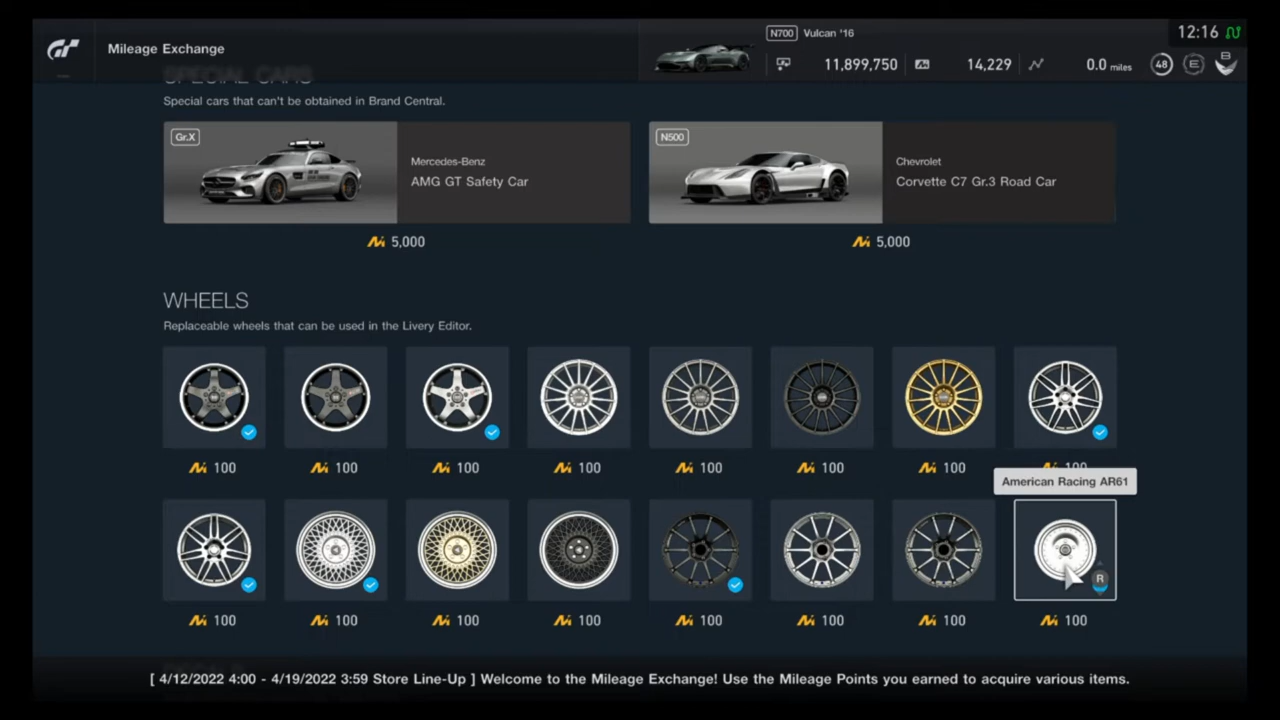 Mileage Exchange
N700 Vulcan '16
12:16
11,899,750
14,229
0.0 miles
48
E
B
SPECIAL CARS
Special cars that can't be obtained in Brand Central.
Gr.X
Mercedes-Benz
AMG GT Safety Car
N500
Chevrolet
Corvette C7 Gr.3 Road Car
5,000
5,000
WHEELS
Replaceable wheels that can be used in the Livery Editor.
100 100 100 100 100 100 100 100
American Racing AR61
R
100 100 100 100 100 100 100 100
[ 4/12/2022 4:00 - 4/19/2022 3:59 Store Line-Up ] Welcome to the Mileage Exchange! Use the Mileage Points you earned to acquire various items.